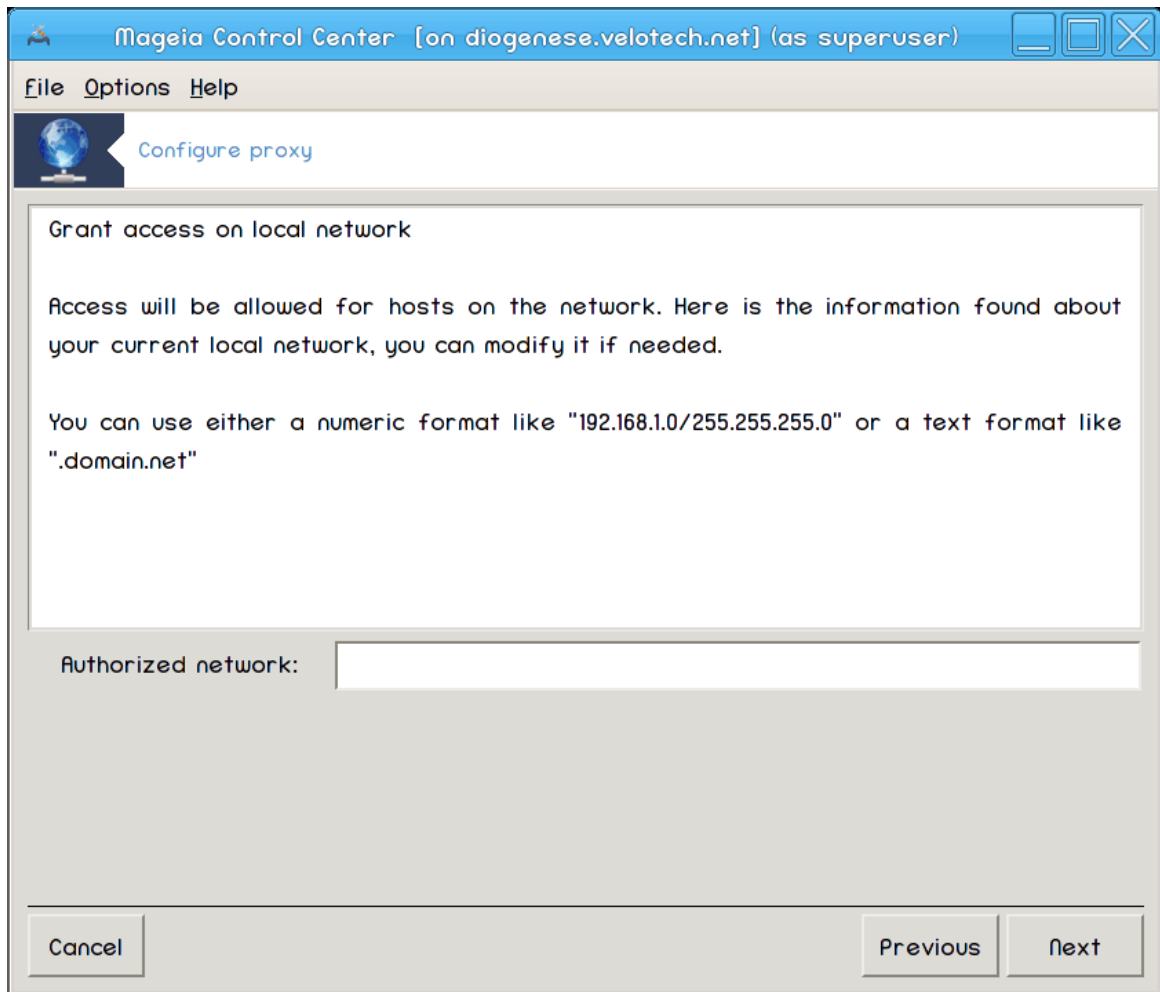 Mageia Control Center [on diogenese.velotech.net] (as superuser)
File Options Help
Configure proxy
Grant access on local network
Access will be allowed for hosts on the network. Here is the information found about
your current local network, you can modify it if needed.
You can use either a numeric format like "192.168.1.0/255.255.255.0" or a text format like
".domain.net"
Authorized network:
Cancel Previous Next